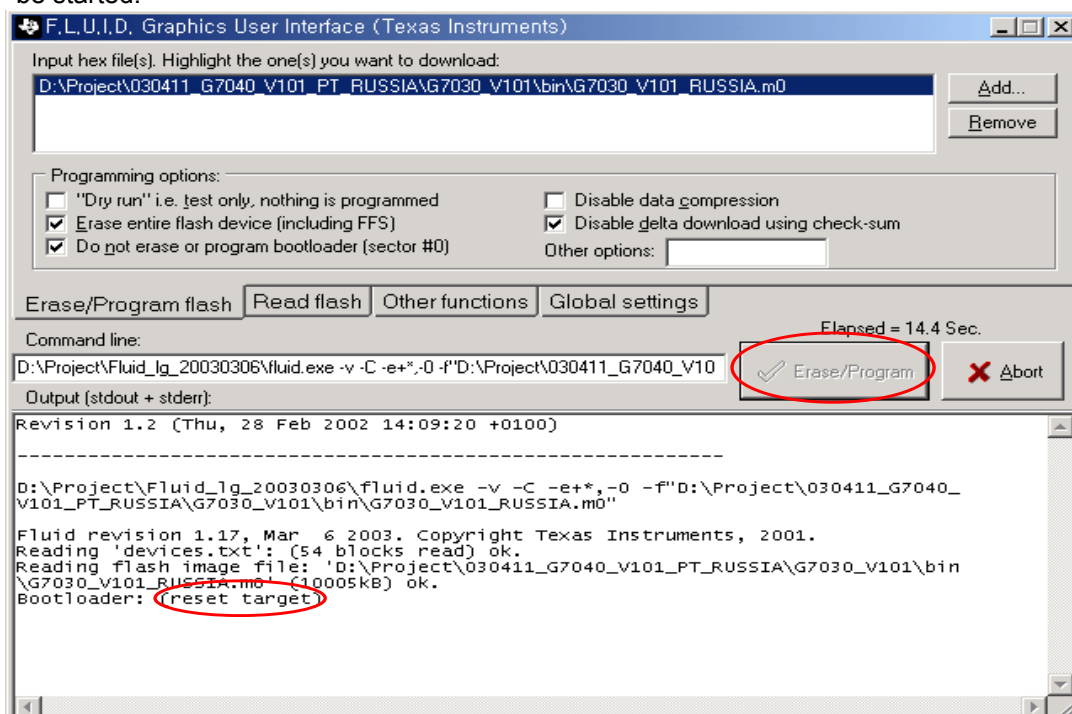 be started.
F.L.U.I.D. Graphics User Interface (Texas Instruments)
Input hex file(s). Highlight the one(s) you want to download:
D:\Project\030411_G7040_V101_PT_RUSSIA\G7030_V101\bin\G7030_V101_RUSSIA.m0
Add...
Remove
Programming options:
"Dry run" i.e. test only, nothing is programmed
Disable data compression
Erase entire flash device (including FFS)
Disable delta download using check-sum
Do not erase or program bootloader (sector #0)
Other options:
Erase/Program flash Read flash Other functions Global settings
Elapsed = 14.4 Sec.
Command line:
D:\Project\Fluid_lg_20030306\fluid.exe -v -C -e+*,-0 -f"D:\Project\030411_G7040_V10
Erase/Program
Abort
Output (stdout + stderr):
Revision 1.2 (Thu, 28 Feb 2002 14:09:20 +0100)
--------------------------------------------------------------------
D:\Project\Fluid_lg_20030306\fluid.exe -v -C -e+*,-0 -f"D:\Project\030411_G7040_
V101_PT_RUSSIA\G7030_V101\bin\G7030_V101_RUSSIA.m0"
Fluid revision 1.17, Mar  6 2003. Copyright Texas Instruments, 2001.
Reading 'devices.txt': (54 blocks read) ok.
Reading flash image file: 'D:\Project\030411_G7040_V101_PT_RUSSIA\G7030_V101\bin
\G7030_V101_RUSSIA.m0' (10005kB) ok.
Bootloader: (reset target)